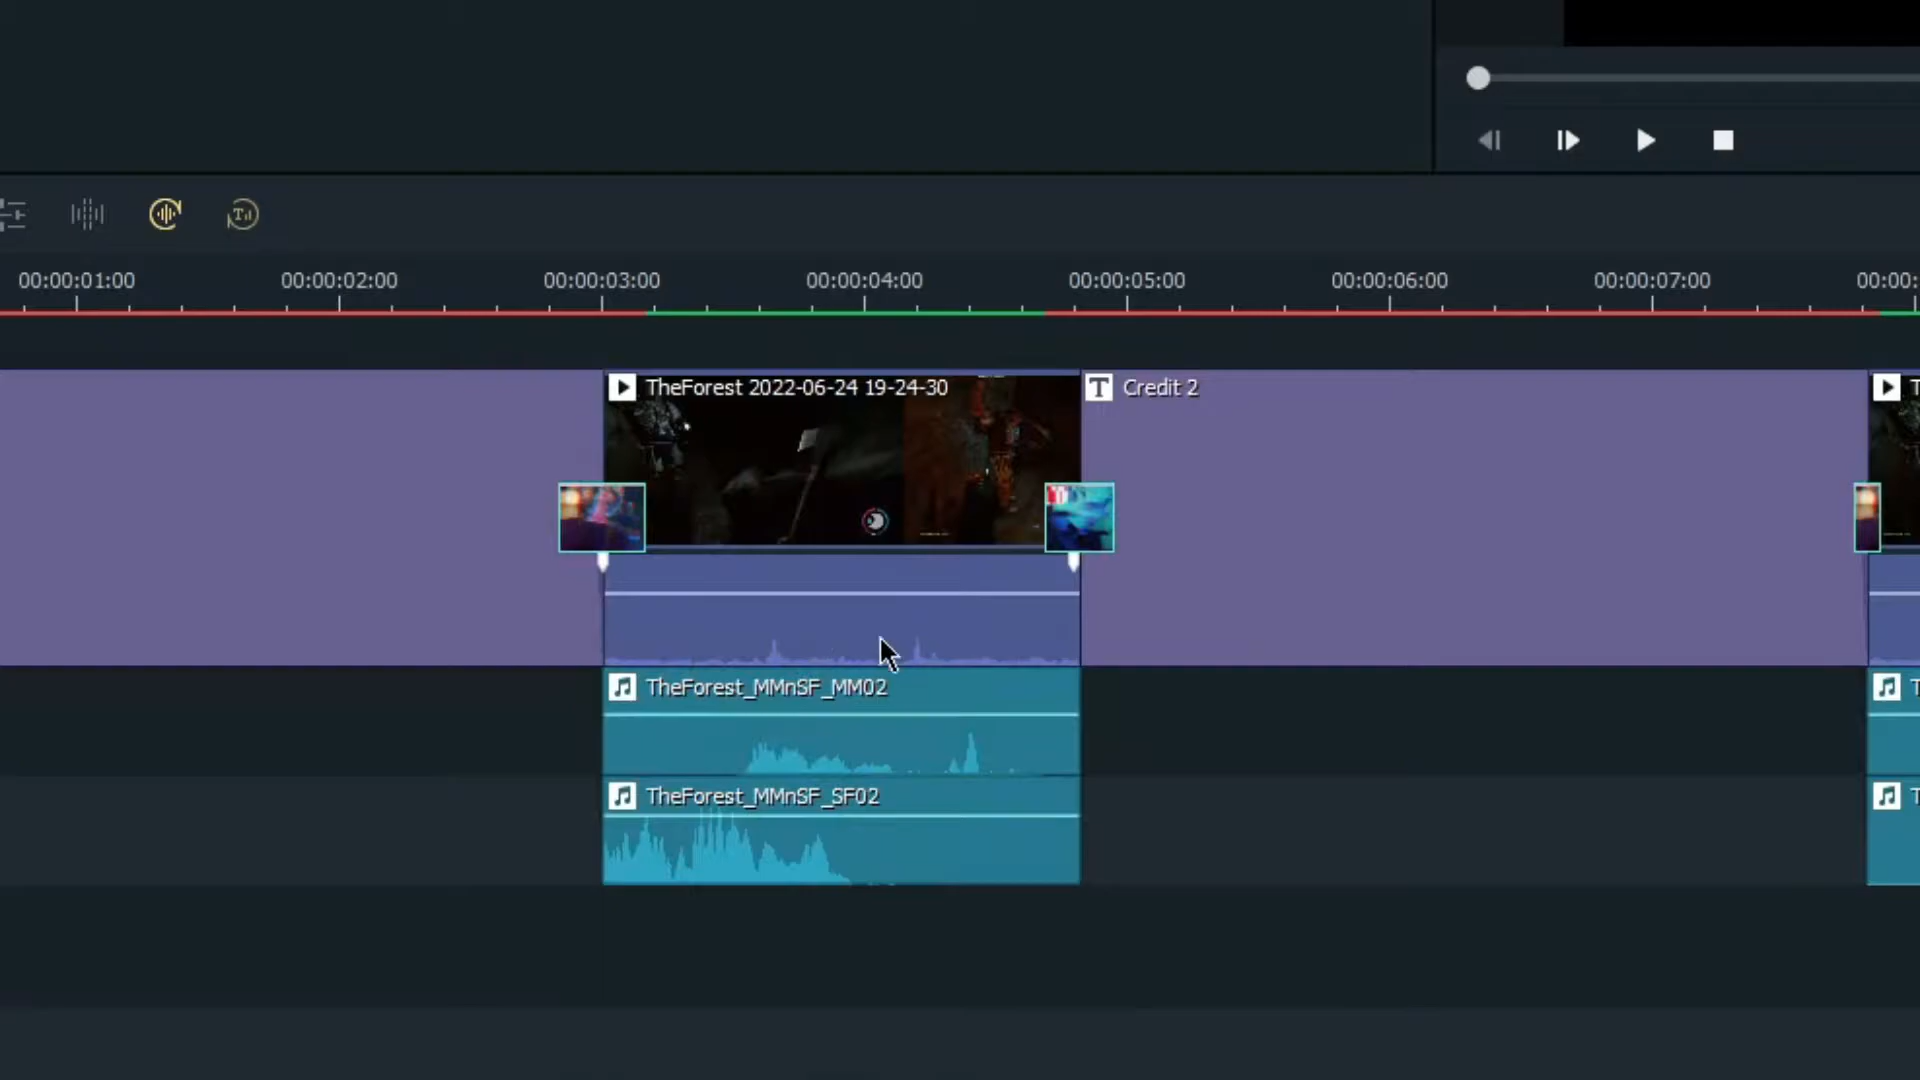 00:00:01:00 00:00:02:00 00:00:03:00 00:00:04:00 00:00:05:00 00:00:06:00 00:00:07:00 00:00:
TheForest 2022-06-24 19-24-30
T Credit 2
T
TheForest_MMnSF_MM02
T
TheForest_MMnSF_SF02
T